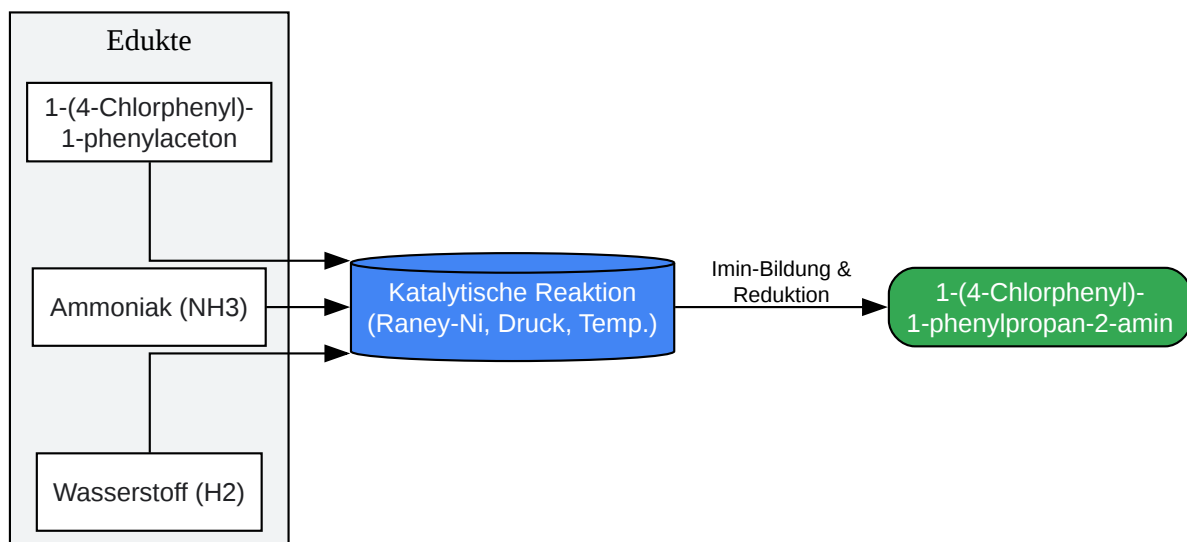 Edukte
1-(4-Chlorphenyl)-
1-phenylaceton
Ammoniak (NH3)
Wasserstoff (H2)
Katalytische Reaktion
(Raney-Ni, Druck, Temp.)
Imin-Bildung &
Reduktion
1-(4-Chlorphenyl)-
1-phenylpropan-2-amin